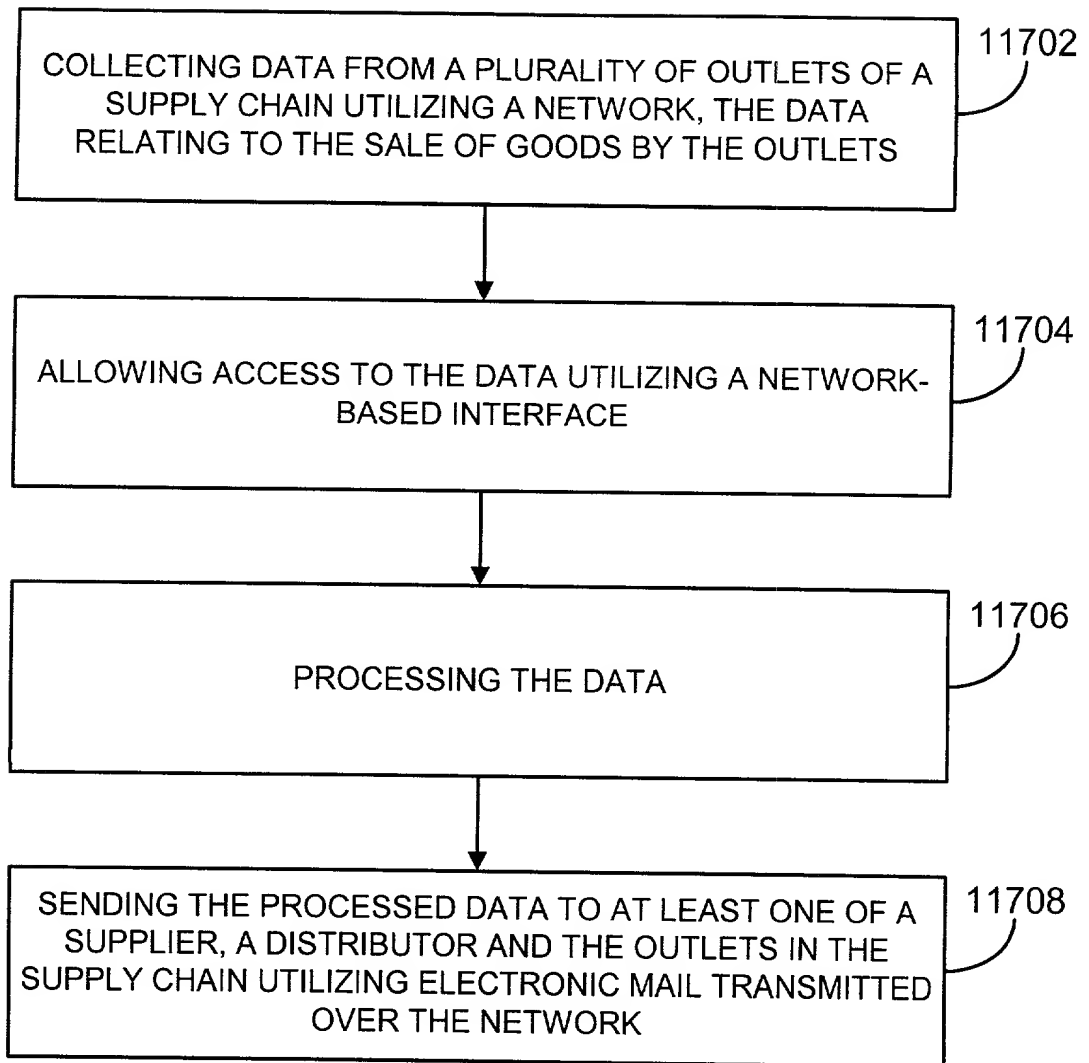 11702
COLLECTING DATA FROM A PLURALITY OF OUTLETS OF A
SUPPLY CHAIN UTILIZING A NETWORK, THE DATA
RELATING TO THE SALE OF GOODS BY THE OUTLETS
11704
ALLOWING ACCESS TO THE DATA UTILIZING A NETWORK-
BASED INTERFACE
11706
PROCESSING THE DATA
11708
SENDING THE PROCESSED DATA TO AT LEAST ONE OF A
SUPPLIER, A DISTRIBUTOR AND THE OUTLETS IN THE
SUPPLY CHAIN UTILIZING ELECTRONIC MAIL TRANSMITTED
OVER THE NETWORK